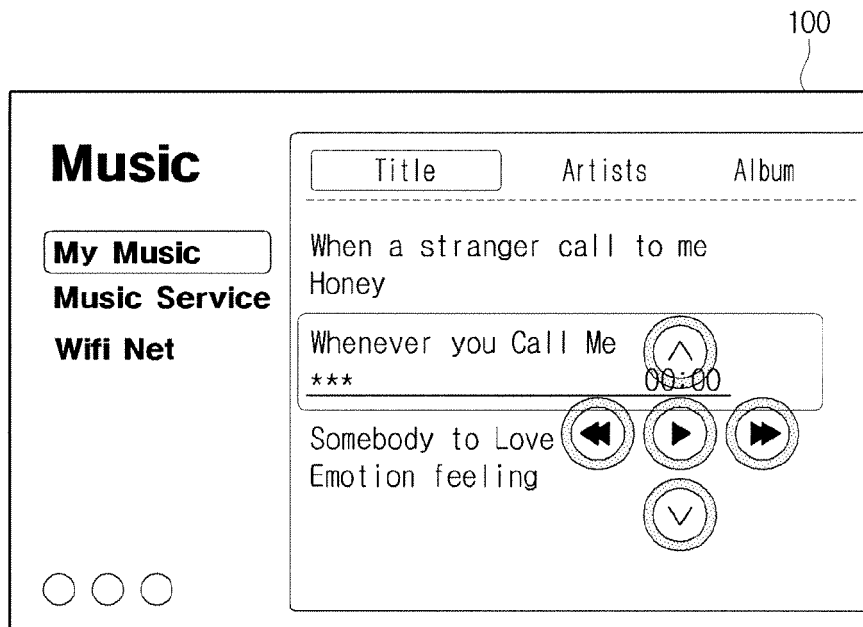 100
Music
My Music
Music Service
Wifi Net
Title Artists Album
When a stranger call to me
Honey
Whenever you Call Me
*** 00:00
Somebody to Love
Emotion feeling